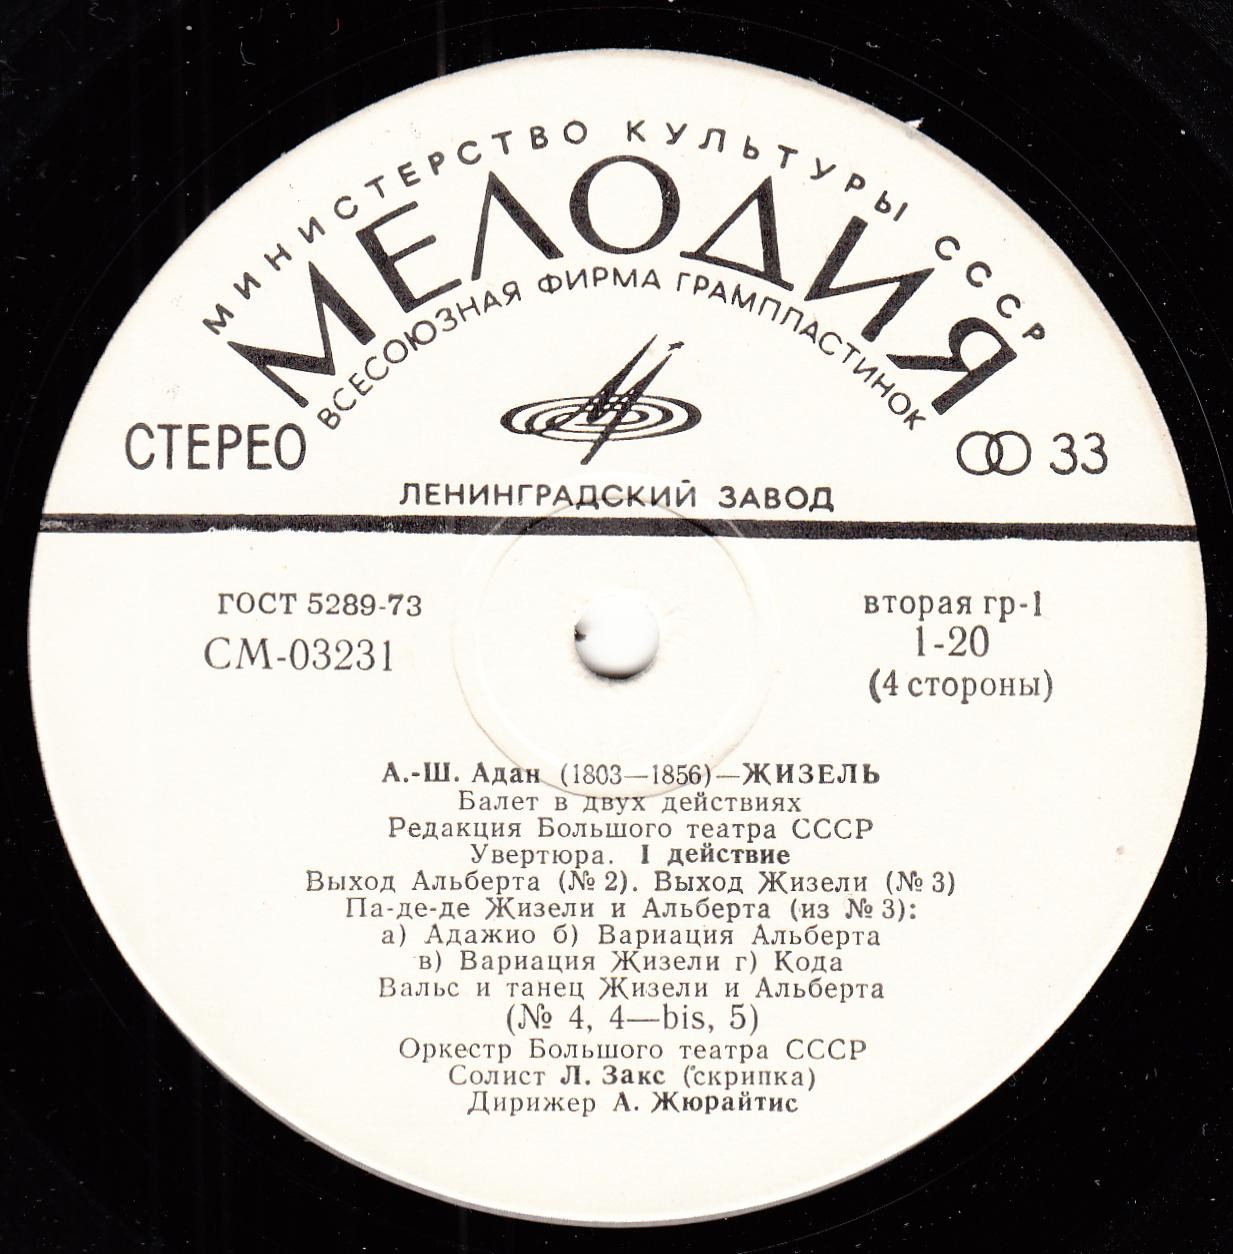 МИНИСТЕРСТВО КУЛЬТУРЫ СССР
МЕЛОДИЯ
ВСЕСОЮЗНАЯ ФИРМА ГРАМПЛАСТИНОК
СТЕРЕО
33
ЛЕНИНГРАДСКИЙ ЗАВОД
ГОСТ 5289-73
вторая гр-1
СМ-03231
1-20
(4 стороны)
А.-Ш. Адан (1803—1856)—ЖИЗЕЛЬ
Балет в двух действиях
Редакция Большого театра СССР
Увертюра. I действие
Выход Альберта (№ 2). Выход Жизели (№ 3)
Па-де-де Жизели и Альберта (из № 3):
а) Адажио б) Вариация Альберта
в) Вариация Жизели г) Кода
Вальс и танец Жизели и Альберта
(№ 4, 4—bis, 5)
Оркестр Большого театра СССР
Солист Л. Закс (скрипка)
Дирижер А. Жюрайтис